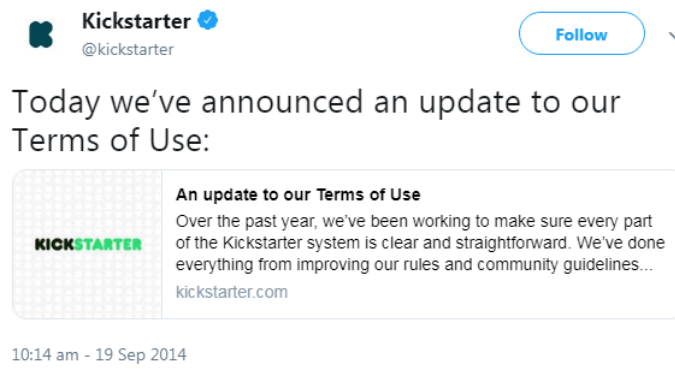 Kickstarter
@kickstarter
Follow
Today we've announced an update to our
Terms of Use:
An update to our Terms of Use
KICKSTARTER
Over the past year, we've been working to make sure every part
of the Kickstarter system is clear and straightforward. We've done
everything from improving our rules and community guidelines...
kickstarter.com
10:14 am - 19 Sep 2014